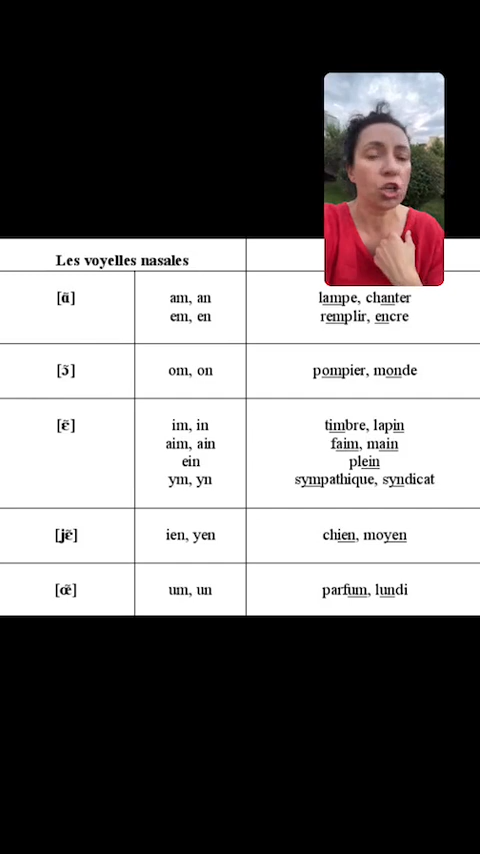 Les voyelles nasales
[ɑ̃] am, an lampe, chanter
em, en remplir, encre
[ɔ̃] om, on pompier, monde
[ɛ̃] im, in timbre, lapin
aim, ain faim, main
ein plein
ym, yn sympathique, syndicat
[jɛ̃] ien, yen chien, moyen
[œ̃] um, un parfum, lundi